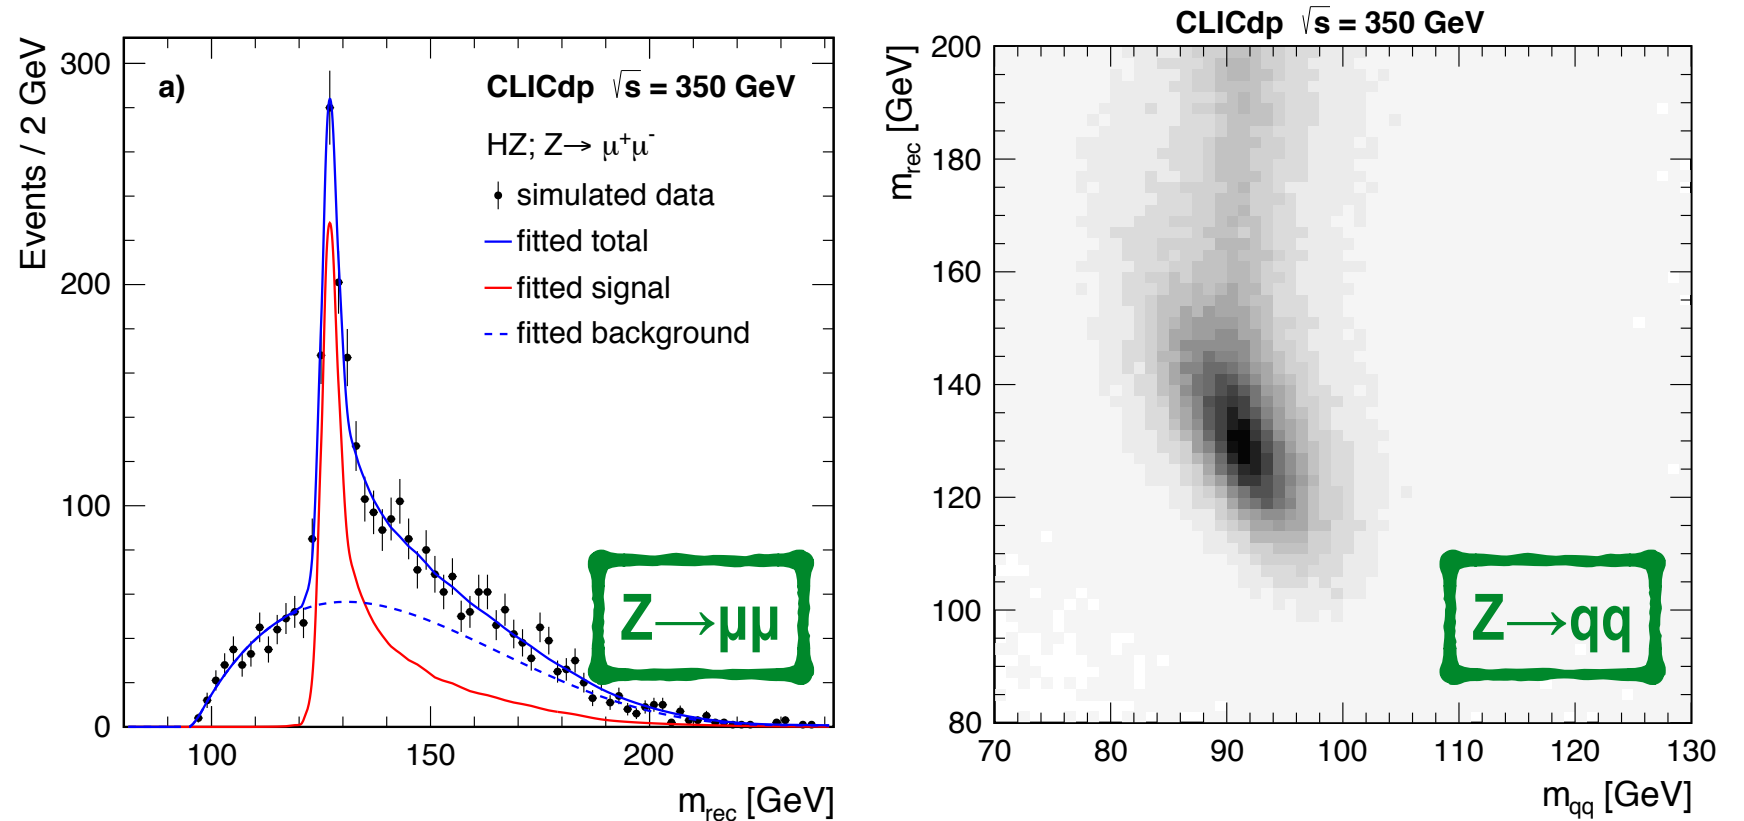 a)
CLICdp √s = 350 GeV
HZ; Z→ μ⁺μ⁻
simulated data
fitted total
fitted signal
fitted background
Events / 2 GeV
300
200
100
0
100 150 200
m_rec [GeV]
Z→μμ
CLICdp √s = 350 GeV
m_rec [GeV]
200
180
160
140
120
100
80
70 80 90 100 110 120 130
m_qq [GeV]
Z→qq